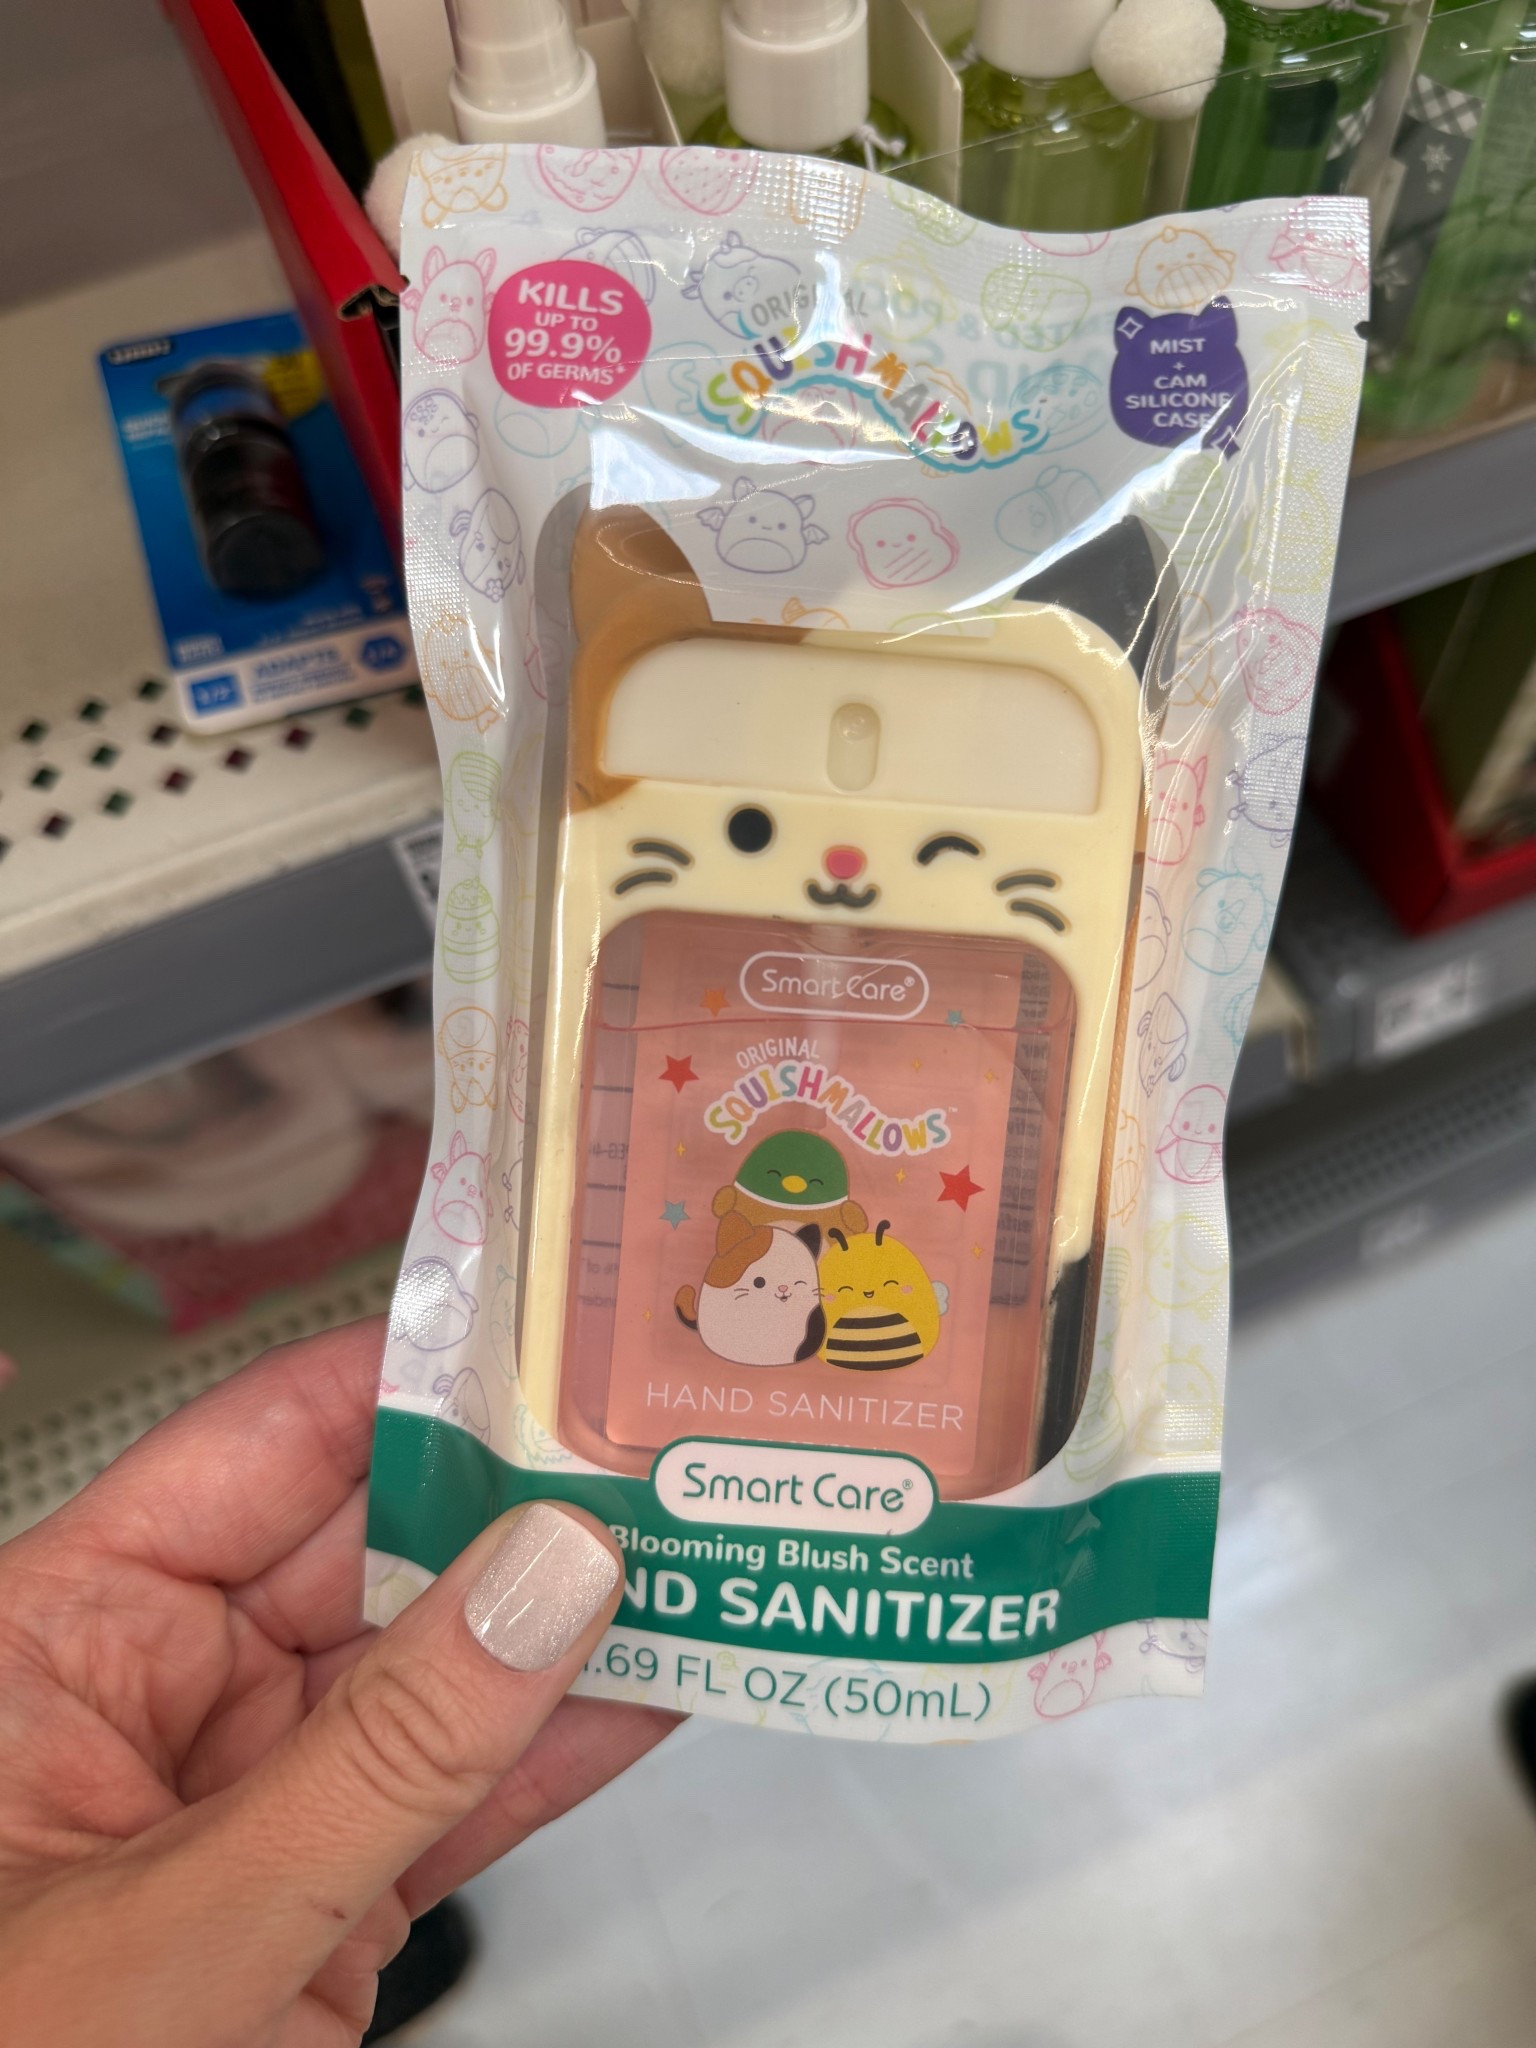 KILLS
UP TO
99.9%
OF GERMS*
ORIGINAL
SQUISHMALLOWS
MIST
+
CAM
SILICONE
CASE
Smart Care®
ORIGINAL
SQUISHMALLOWS™
HAND SANITIZER
Smart Care®
Blooming Blush Scent
ND SANITIZER
.69 FL OZ (50mL)